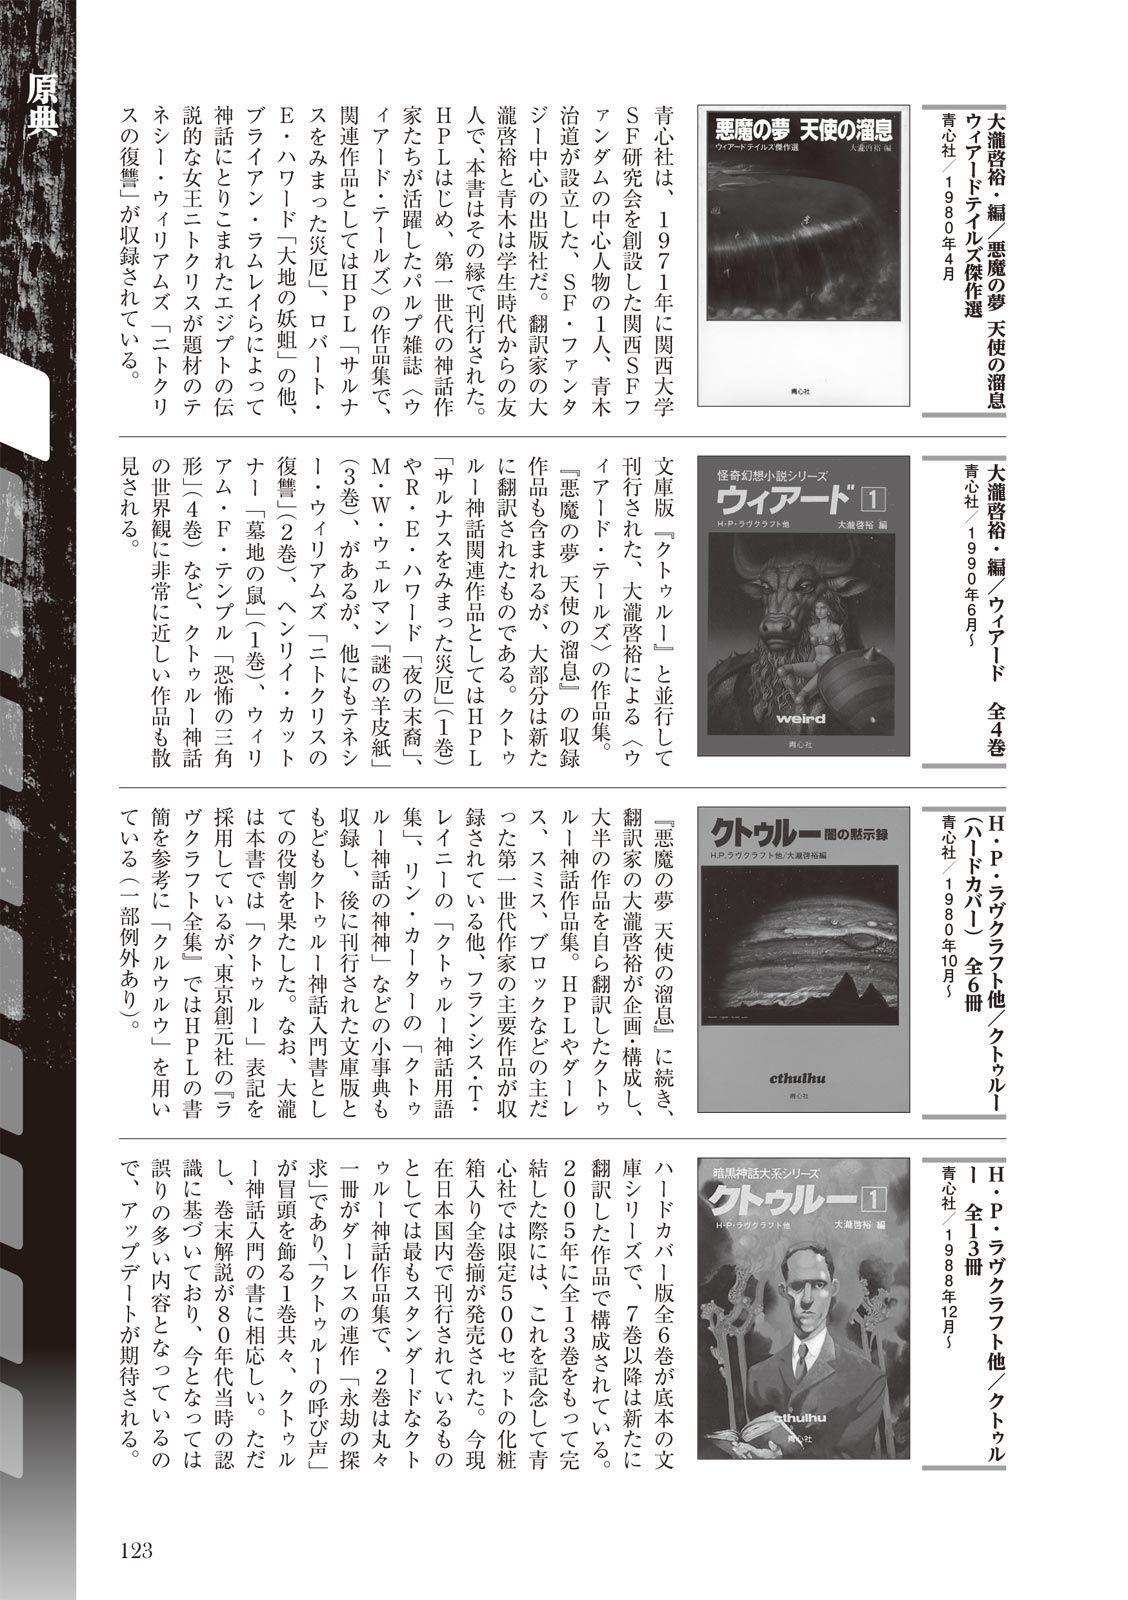 原典
大瀧啓裕・編／悪魔の夢 天使の溜息
ウィアードテイルズ傑作選
青心社／1980年4月
悪魔の夢 天使の溜息
ウィアードテイルズ傑作選
大瀧啓裕 編
青心社
青心社は、1971年に関西大学
SF研究会を創設した関西SFフ
ァンダムの中心人物の1人、青木
治道が設立した、SF・ファンタ
ジー中心の出版社だ。翻訳家の大
瀧啓裕と青木は学生時代からの友
人で、本書はその縁で刊行された。
HPLはじめ、第一世代の神話作
家たちが活躍したパルプ雑誌〈ウ
ィアード・テールズ〉の作品集で、
関連作品としてはHPL「サルナ
スをみまった災厄」、ロバート・
E・ハワード「大地の妖蛆」の他、
ブライアン・ラムレイらによって
神話にとりこまれたエジプトの伝
説的な女王ニトクリスが題材のテ
ネシー・ウィリアムズ「ニトクリ
スの復讐」が収録されている。
大瀧啓裕・編／ウィアード　全4巻
青心社／1990年6月～
怪奇幻想小説シリーズ
ウィアード 1
H・P・ラヴクラフト他
大瀧啓裕 編
weird
青心社
文庫版『クトゥルー』と並行して
刊行された、大瀧啓裕による〈ウ
ィアード・テールズ〉の作品集。
『悪魔の夢 天使の溜息』の収録
作品も含まれるが、大部分は新た
に翻訳されたものである。クトゥ
ルー神話関連作品としてはHPL
「サルナスをみまった災厄」（1巻）
やR・E・ハワード「夜の末裔」、
M・W・ウェルマン「謎の羊皮紙」
（3巻）、があるが、他にもテネシ
ー・ウィリアムズ「ニトクリスの
復讐」（2巻）、ヘンリイ・カット
ナー「墓地の鼠」（1巻）、ウィリ
アム・F・テンプル「恐怖の三角
形」（4巻）など、クトゥルー神話
の世界観に非常に近しい作品も散
見される。
H・P・ラヴクラフト他／クトゥルー
（ハードカバー）　全6冊
青心社／1980年10月～
クトゥルー 闇の黙示録
H.P.ラヴクラフト他/大瀧啓裕編
cthulhu
青心社
『悪魔の夢 天使の溜息』に続き、
翻訳家の大瀧啓裕が企画・構成し、
大半の作品を自ら翻訳したクトゥ
ルー神話作品集。HPLやダーレ
ス、スミス、ブロックなどの主だ
った第一世代作家の主要作品が収
録されている他、フランシス・T・
レイニーの「クトゥルー神話用語
集」、リン・カーターの「クトゥ
ルー神話の神神」などの小事典も
収録し、後に刊行された文庫版と
もどもクトゥルー神話入門書とし
ての役割を果たした。なお、大瀧
は本書では「クトゥルー」表記を
採用しているが、東京創元社の『ラ
ヴクラフト全集』ではHPLの書
簡を参考に「クルウルウ」を用い
ている（一部例外あり）。
H・P・ラヴクラフト他／クトゥル
ー　全13冊
青心社／1988年12月～
暗黒神話大系シリーズ
クトゥルー 1
H・P・ラヴクラフト他
大瀧啓裕 編
cthulhu
青心社
ハードカバー版全6巻が底本の文
庫シリーズで、7巻以降は新たに
翻訳した作品で構成されている。
2005年に全13巻をもって完
結した際には、これを記念して青
心社では限定500セットの化粧
箱入り全巻揃が発売された。今現
在日本国内で刊行されているもの
としては最もスタンダードなクト
ゥルー神話作品集で、2巻は丸々
一冊がダーレスの連作「永劫の探
求」であり、「クトゥルーの呼び声」
が冒頭を飾る1巻共々、クトゥル
ー神話入門の書に相応しい。ただ
し、巻末解説が80年代当時の認
識に基づいており、今となっては
誤りの多い内容となっているの
で、アップデートが期待される。
123